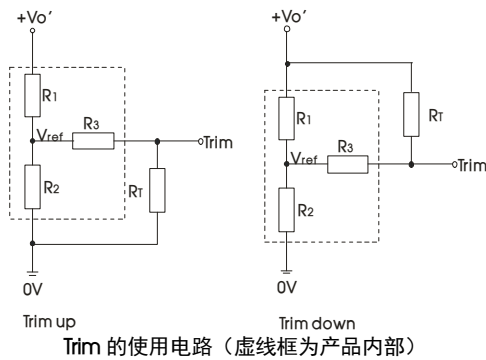 +Vo'
R1
Vref
R3
Trim
R2
RT
0V
Trim up
+Vo'
R1
RT
Vref
R3
Trim
R2
0V
Trim down
Trim 的使用电路（虚线框为产品内部）